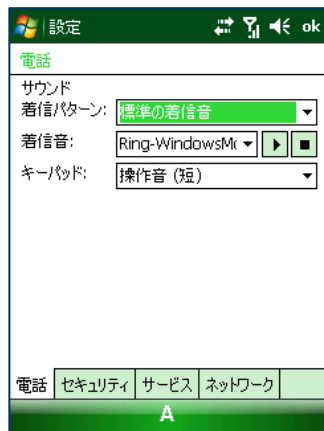 設定 ok
電話
サウンド
着信パターン: 標準の着信音
着信音: Ring-WindowsM
キーパッド: 操作音 (短)
電話 セキュリティ サービス ネットワーク
A